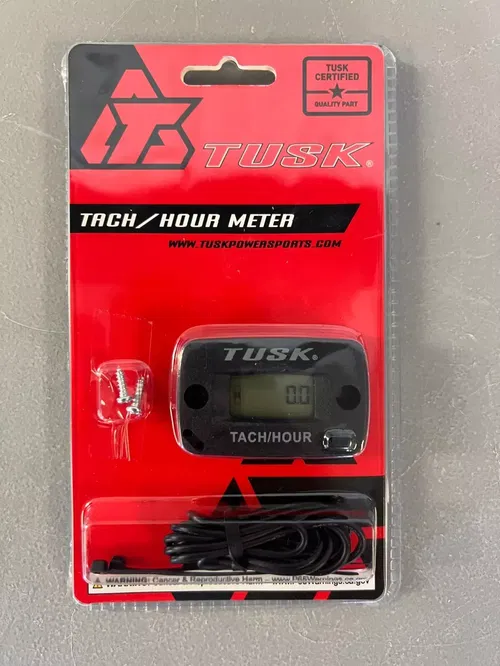 TUSK
CERTIFIED
QUALITY PART
TUSK®
TACH/HOUR METER
WWW.TUSKPOWERSPORTS.COM
TUSK®
0.0
TACH/HOUR
⚠ WARNING: Cancer & Reproductive Harm – P65Warnings.ca.gov